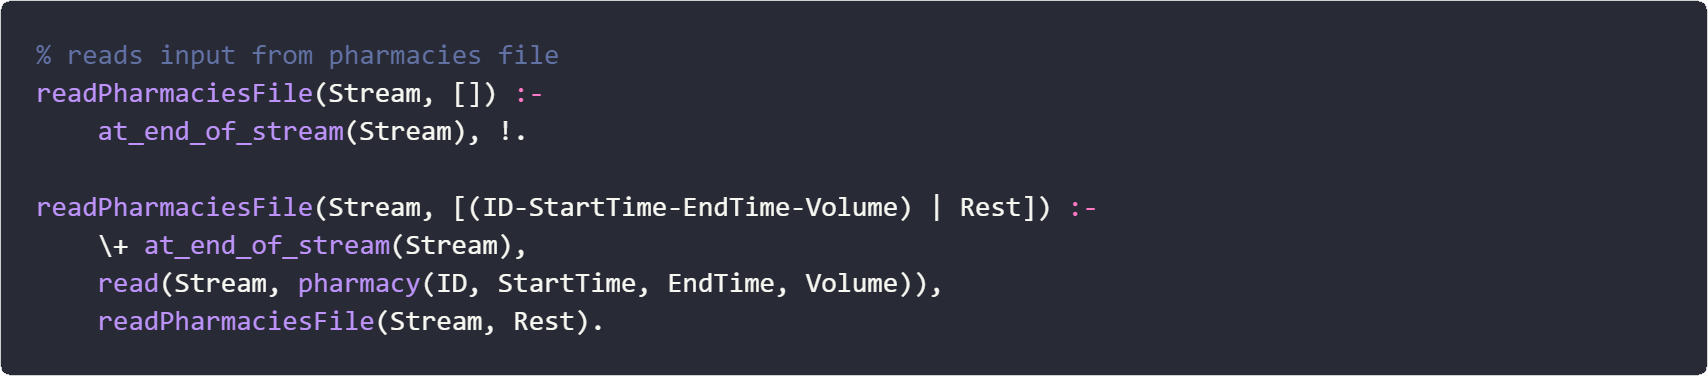 % reads input from pharmacies file
readPharmaciesFile(Stream, []) :-
    at_end_of_stream(Stream), !.

readPharmaciesFile(Stream, [(ID-StartTime-EndTime-Volume) | Rest]) :-
    \+ at_end_of_stream(Stream),
    read(Stream, pharmacy(ID, StartTime, EndTime, Volume)),
    readPharmaciesFile(Stream, Rest).